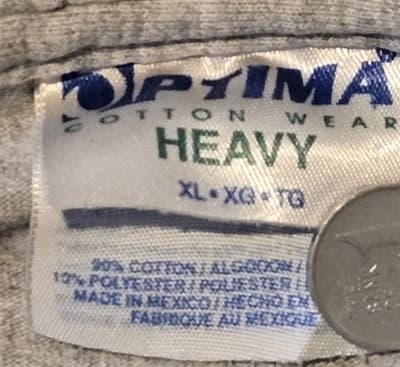 OPTIMA
COTTON WEAR
HEAVY
XL • XG • TG
90% COTTON / ALGODON /
10% POLYESTER / POLIESTER /
MADE IN MEXICO / HECHO EN
FABRIQUE AU MEXIQUE